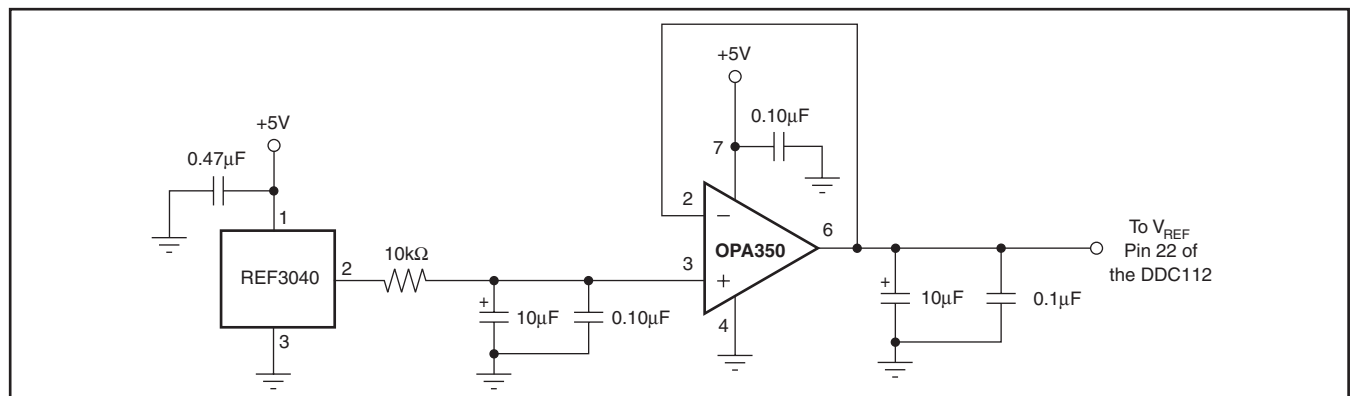 +5V
0.47µF
1
REF3040
2
3
10kΩ
+
10µF
0.10µF
+5V
0.10µF
7
2
−
OPA350
3
+
4
6
+
10µF
0.1µF
To VREF
Pin 22 of
the DDC112